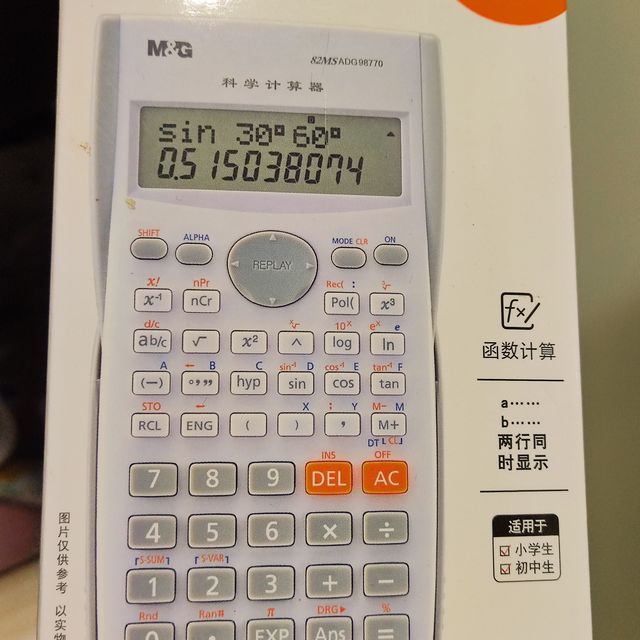 M&G
82MS ADG98770
科学计算器
D
sin 30°60°
0.515038074
SHIFT
ALPHA
MODE CLR
ON
REPLAY
x! nPr Rec( : ³√
x⁻¹ nCr Pol( x³
d/c ˣ√ 10ˣ eˣ e
ab/c √ x² ^ log ln
A ← B C sin⁻¹ D cos⁻¹ E tan⁻¹ F
(−) °,,, hyp sin cos tan
STO ← X ; Y M− M
RCL ENG ( ) , M+
DT CL
INS OFF
7 8 9 DEL AC
4 5 6 × ÷
S-SUM S-VAR
1 2 3 + −
Rnd Ran# π DRG▶ %
0 . EXP Ans =
fx/
函数计算
a……
b……
两行同
时显示
适用于
小学生
初中生
图片仅供参考 以实物